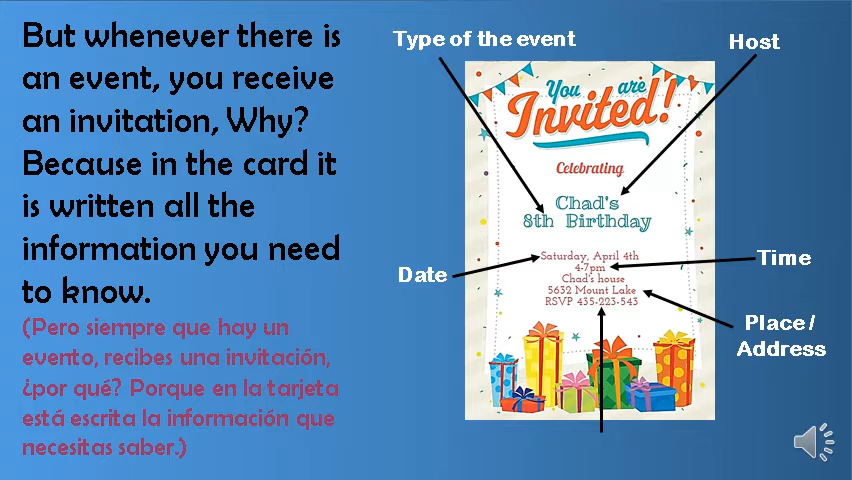 But whenever there is
an event, you receive
an invitation, Why?
Because in the card it
is written all the
information you need
to know.
(Pero siempre que hay un
evento, recibes una invitación,
¿por qué? Porque en la tarjeta
está escrita la información que
necesitas saber.)
Type of the event
Host
You are
Invited!
Celebrating
Chad's
8th Birthday
Saturday, April 4th
4-7pm
Chad's house
5632 Mount Lake
RSVP 435-223-543
Date
Time
Place /
Address